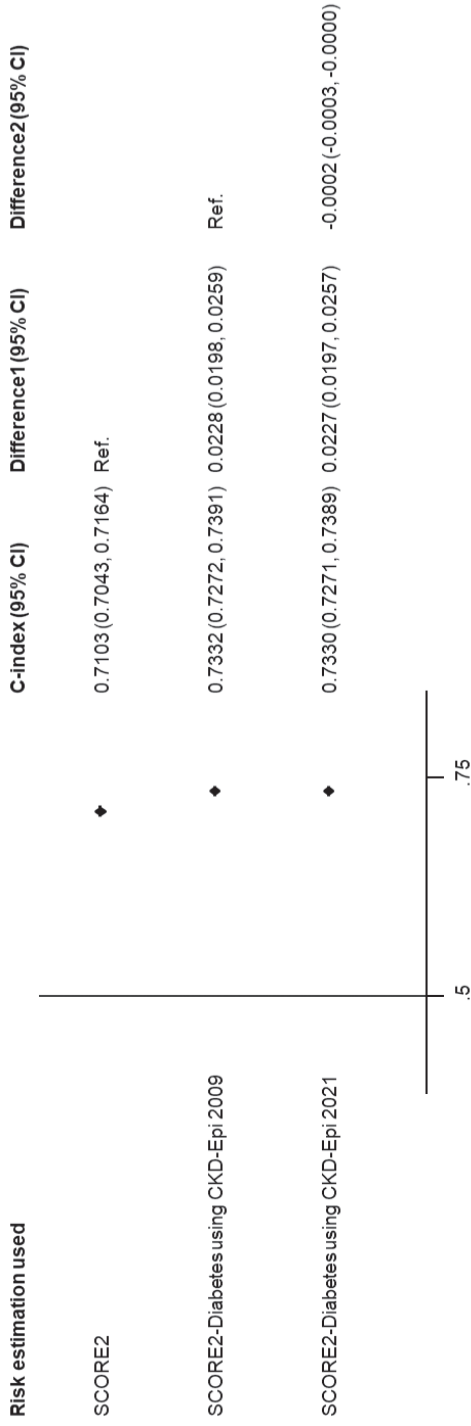 Risk estimation used C-index (95% CI) Difference1 (95% CI) Difference2 (95% CI)
SCORE2 0.7103 (0.7043, 0.7164) Ref.
SCORE2-Diabetes using CKD-Epi 2009 0.7332 (0.7272, 0.7391) 0.0228 (0.0198, 0.0259) Ref.
SCORE2-Diabetes using CKD-Epi 2021 0.7330 (0.7271, 0.7389) 0.0227 (0.0197, 0.0257) -0.0002 (-0.0003, -0.0000)
.5 .75